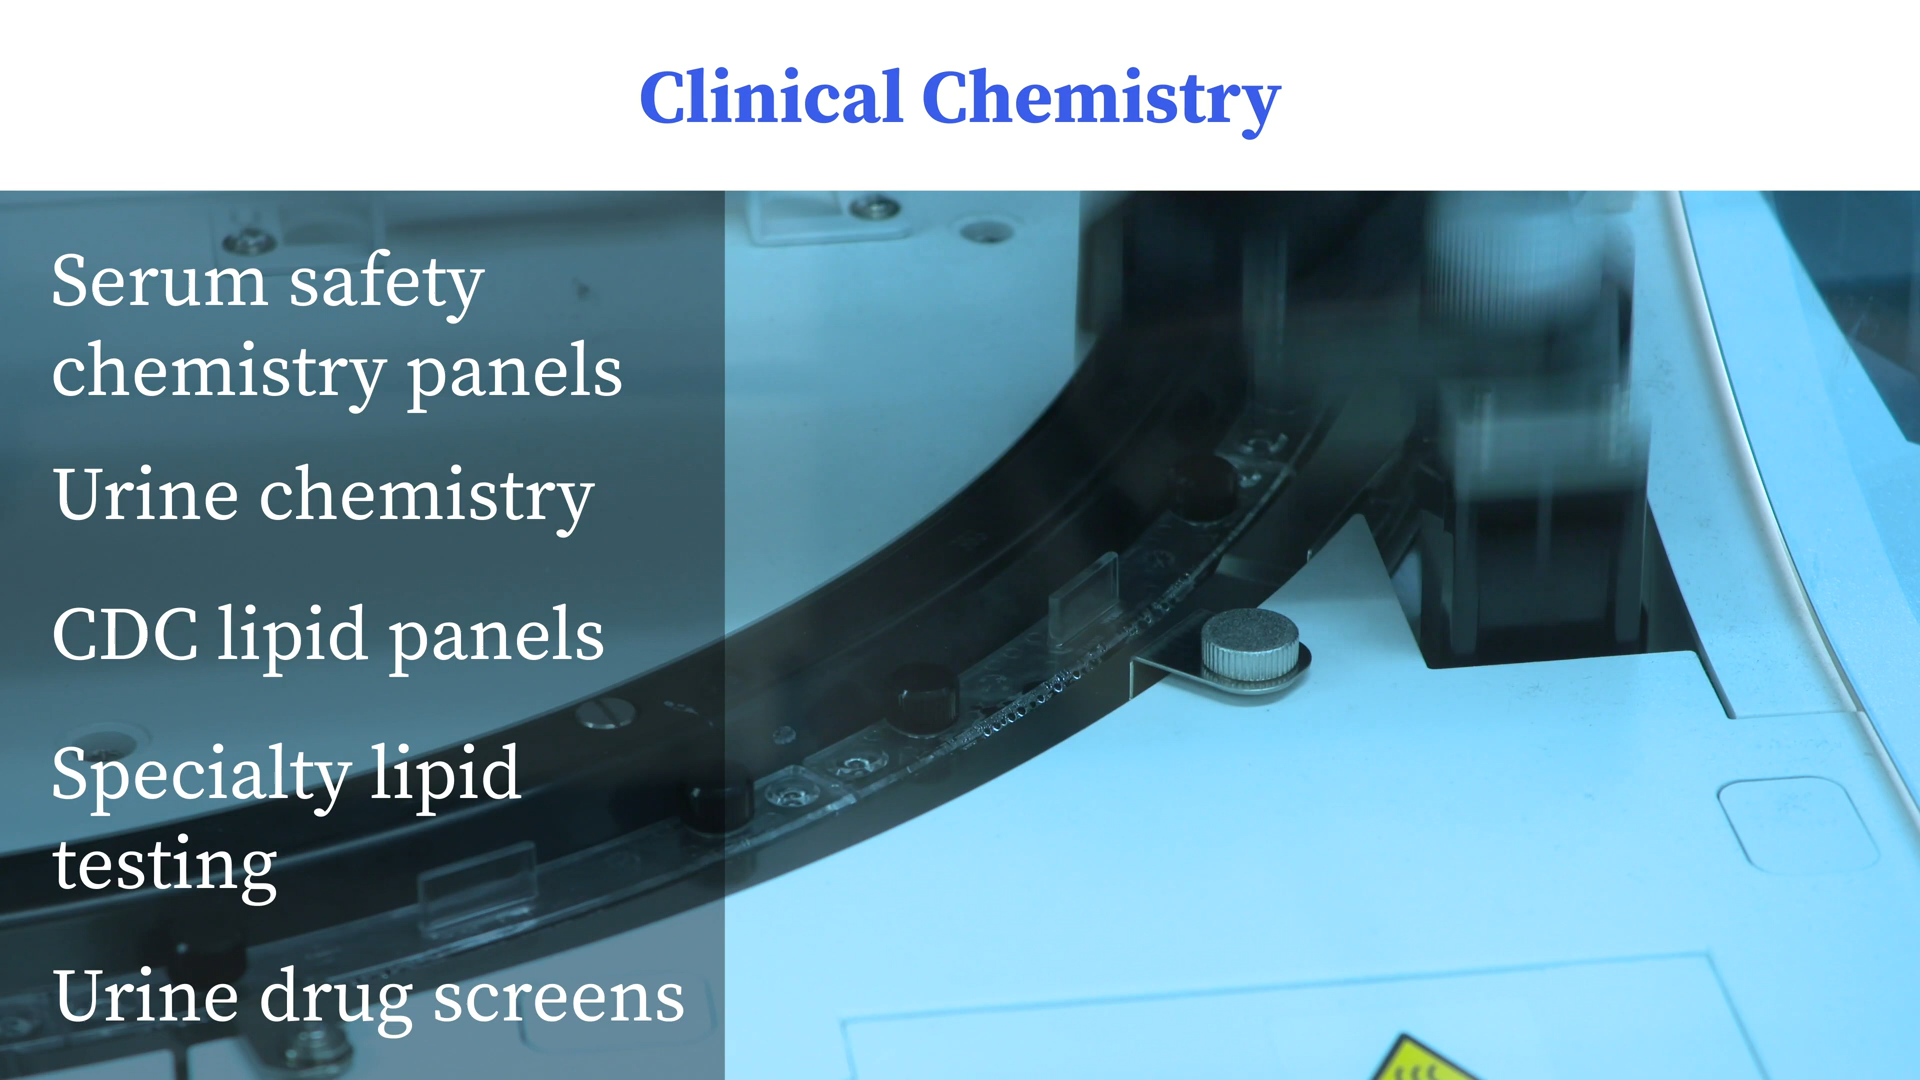 Clinical Chemistry
Serum safety
chemistry panels
Urine chemistry
CDC lipid panels
Specialty lipid
testing
Urine drug screens